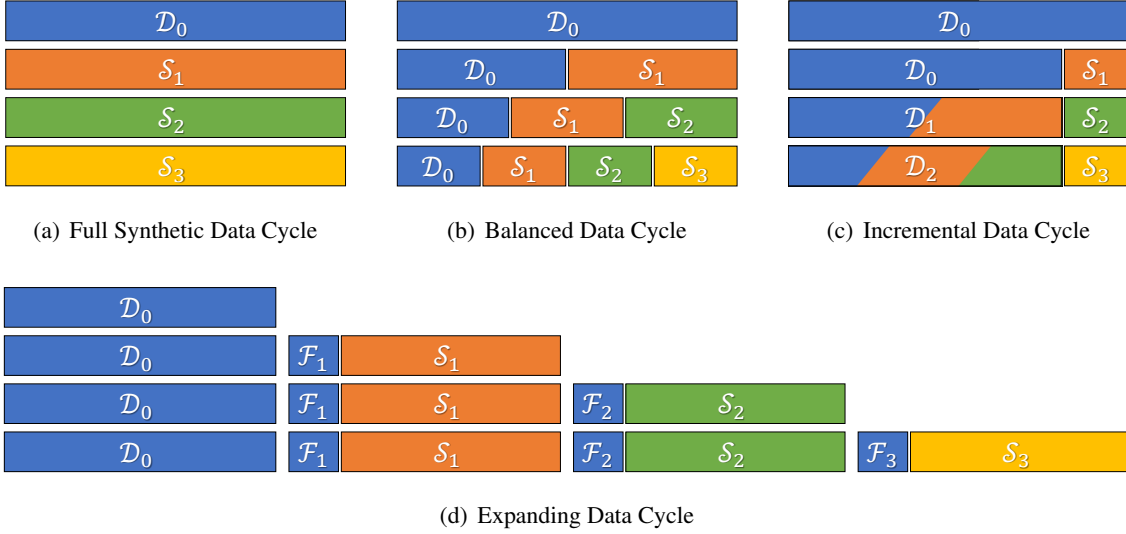 𝒟₀ 𝒟₀ 𝒟₀
𝒮₁ 𝒟₀ 𝒮₁ 𝒟₀ 𝒮₁
𝒮₂ 𝒟₀ 𝒮₁ 𝒮₂ 𝒟₁ 𝒮₂
𝒮₃ 𝒟₀ 𝒮₁ 𝒮₂ 𝒮₃ 𝒟₂ 𝒮₃
(a) Full Synthetic Data Cycle (b) Balanced Data Cycle (c) Incremental Data Cycle
𝒟₀
𝒟₀ ℱ₁ 𝒮₁
𝒟₀ ℱ₁ 𝒮₁ ℱ₂ 𝒮₂
𝒟₀ ℱ₁ 𝒮₁ ℱ₂ 𝒮₂ ℱ₃ 𝒮₃
(d) Expanding Data Cycle